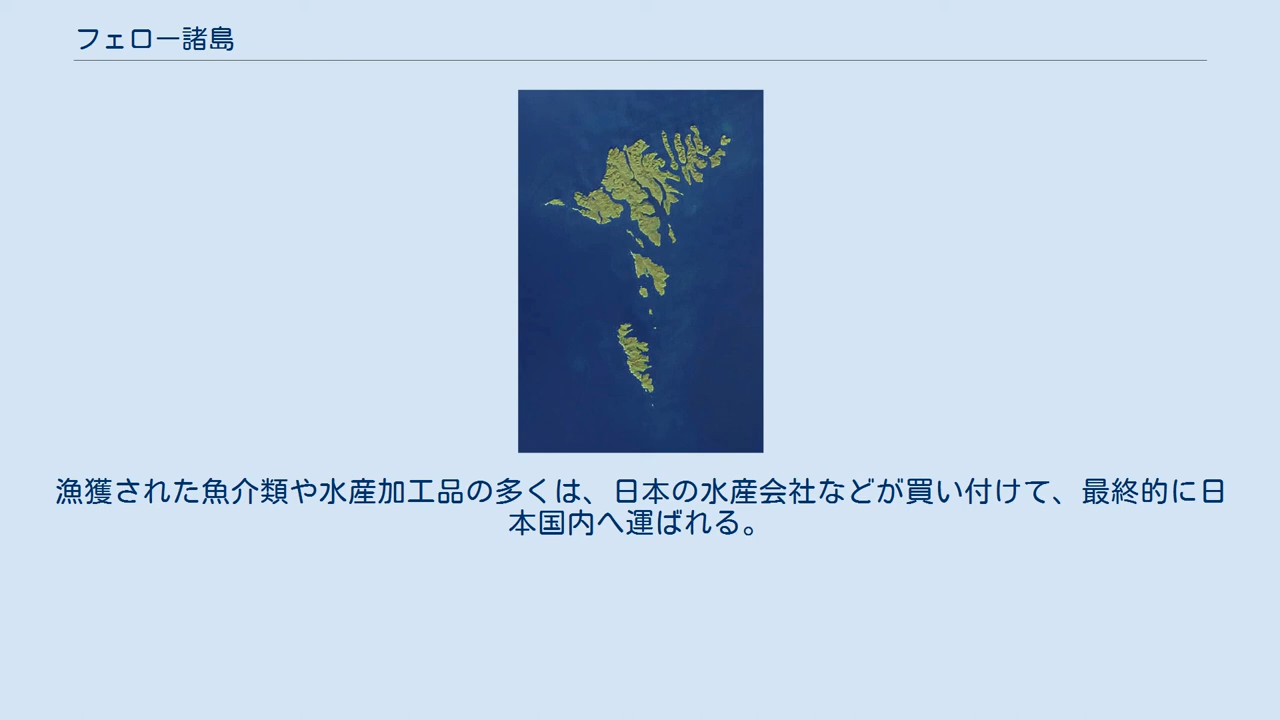 フェロー諸島
漁獲された魚介類や水産加工品の多くは、日本の水産会社などが買い付けて、最終的に日
本国内へ運ばれる。